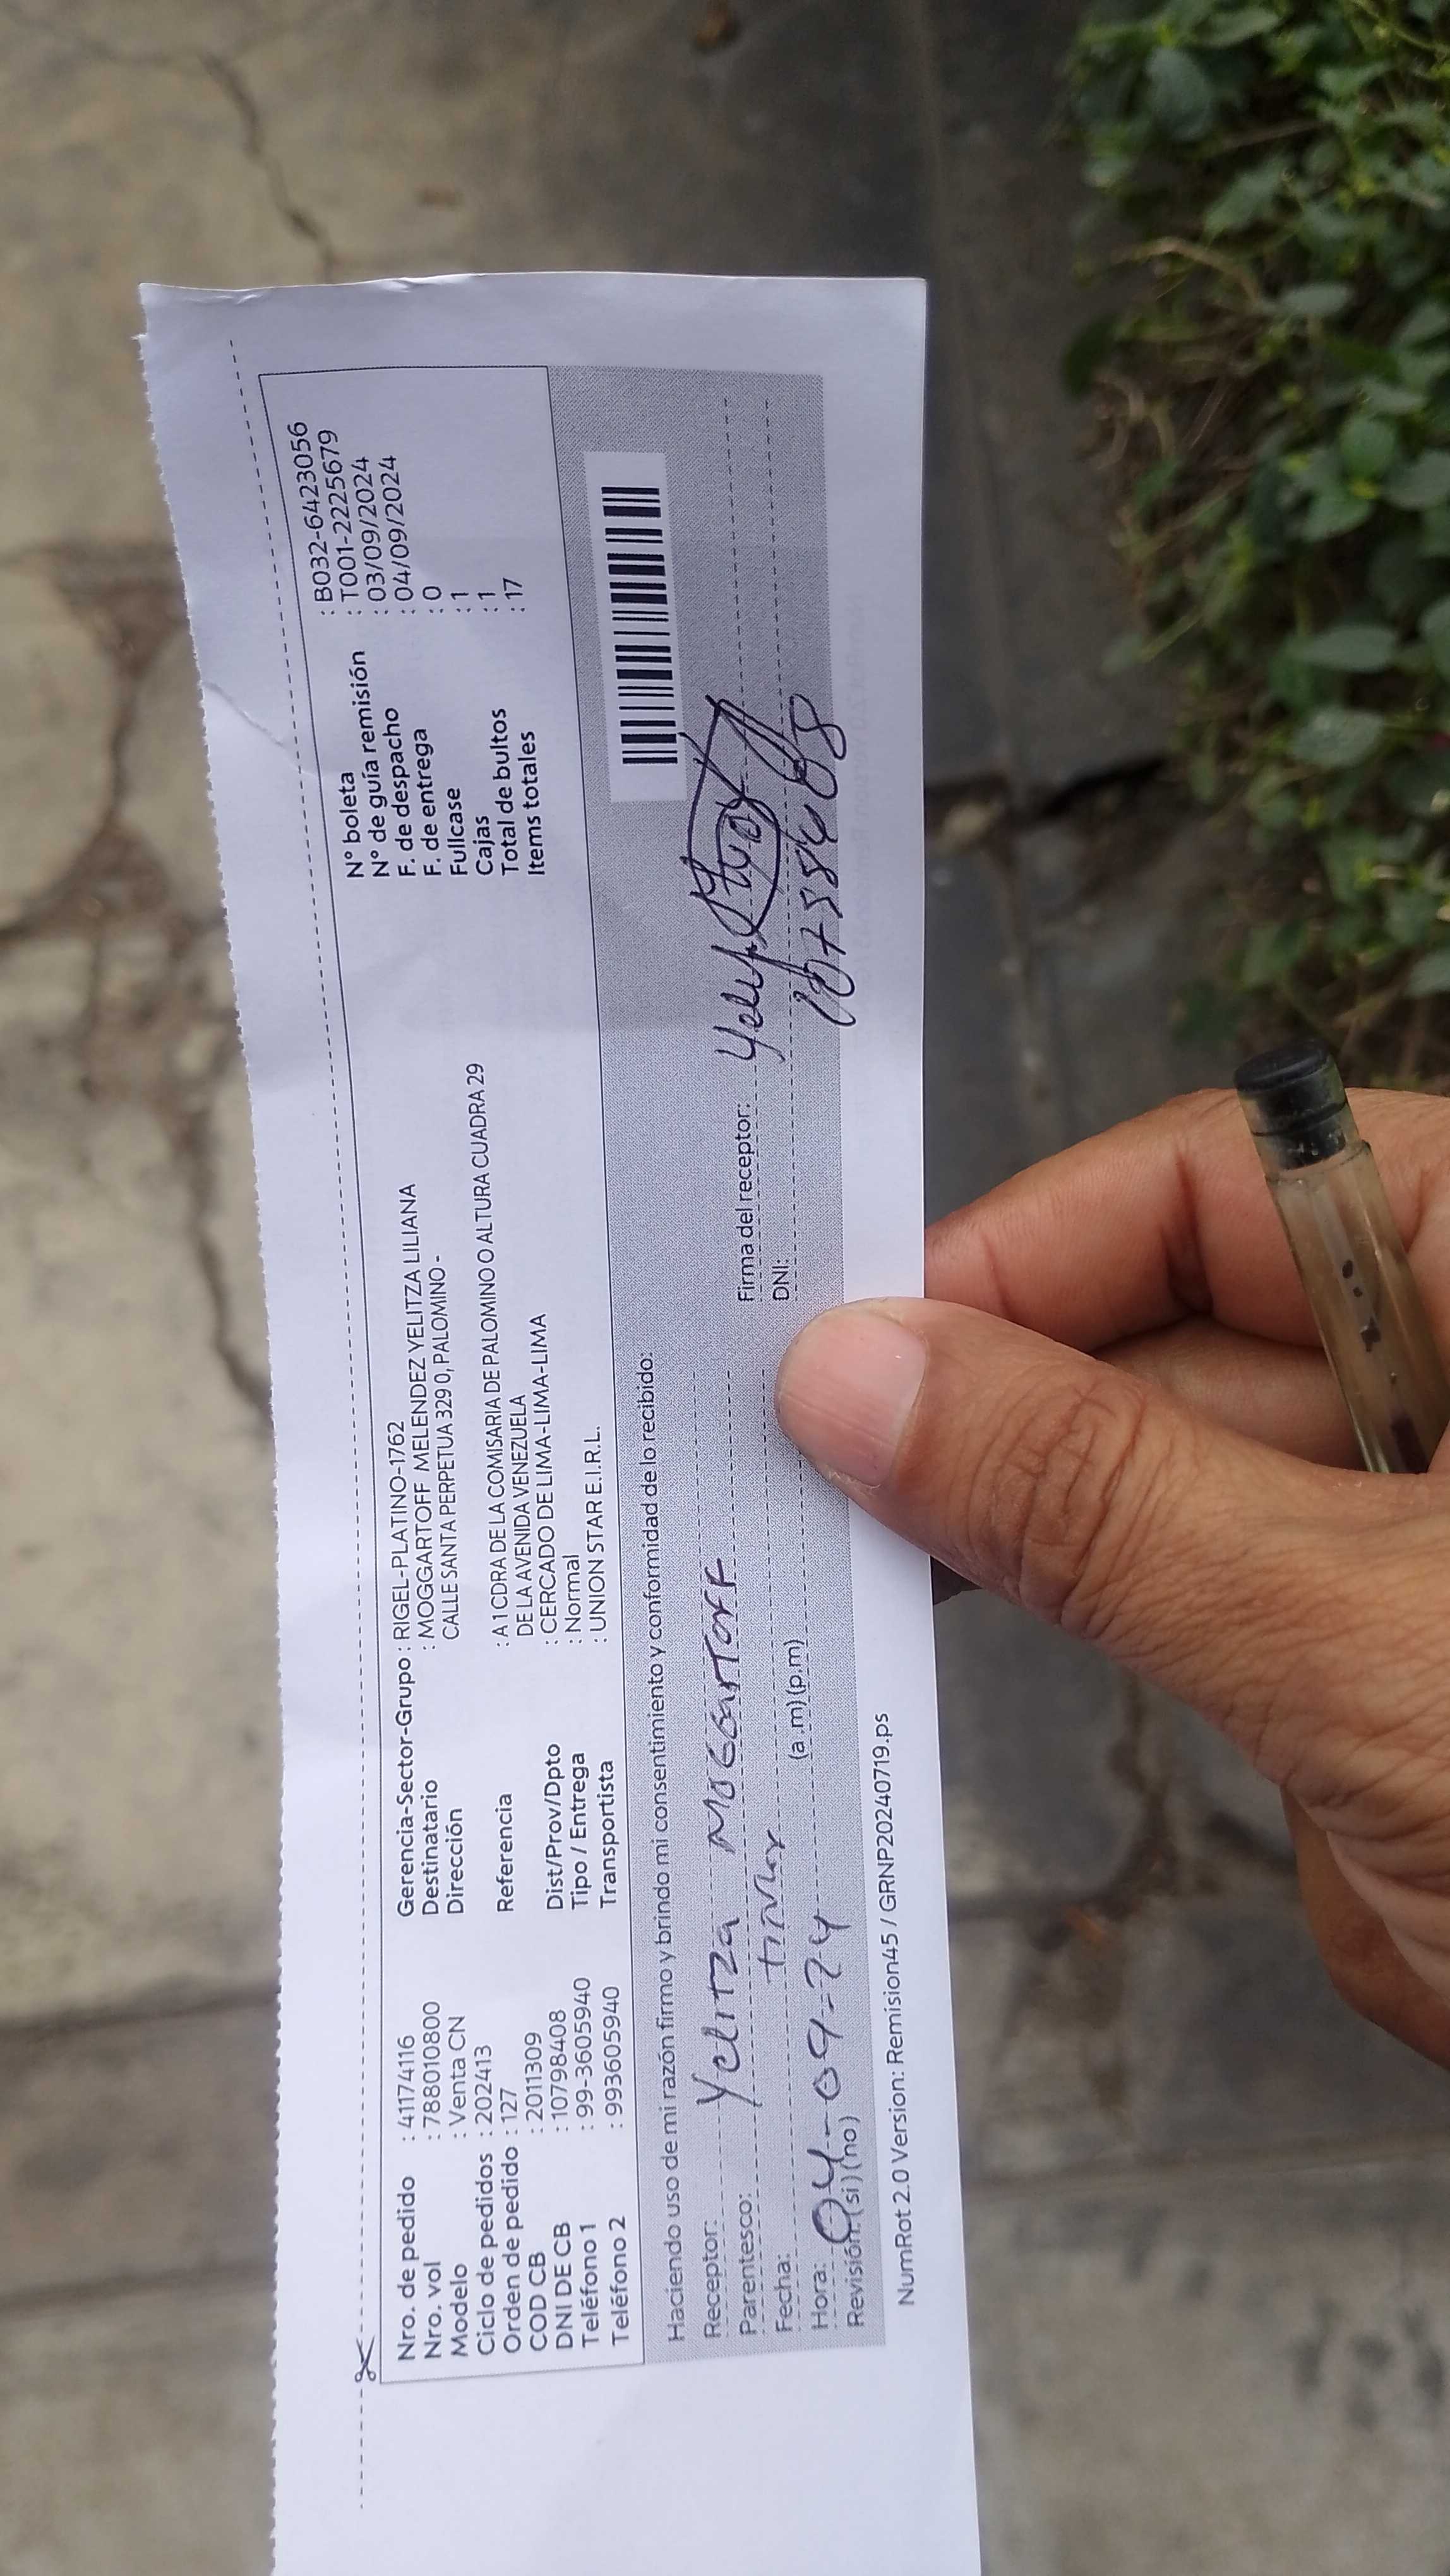 Nro. de pedido : 41174116
Nro. vol : 7880108000
Modelo : Venta CN
Ciclo de pedidos : 202413
Orden de pedido : 127
COD CB : 2011309
DNI DE CB : 10798408
Teléfono 1 : 99-3605940
Teléfono 2 : 993605940
Gerencia-Sector-Grupo : RIGEL-PLATINO-1762
Destinatario : MOGGARTOFF MELENDEZ YELITZA LILIANA
Dirección CALLE SANTA PERPETUA 329 0, PALOMINO -
Referencia : A 1 CDRA DE LA COMISARIA DE PALOMINO O ALTURA CUADRA 29
DE LA AVENIDA VENEZUELA
Dist/Prov/Dpto : CERCADO DE LIMA-LIMA-LIMA
Tipo / Entrega : Normal
Transportista : UNION STAR E.I.R.L.
N° boleta : B032-6423056
N° de guía remisión : T001-2225679
F. de despacho : 03/09/2024
F. de entrega : 04/09/2024
Fullcase : 0
Cajas : 1
Total de bultos : 1
Items totales : 17
Haciendo uso de mi razón firmo y brindo mi consentimiento y conformidad de lo recibido:
Receptor: Yelitza Moggartoff
Parentesco:
Fecha: 04-09-24
Hora: (a.m) (p.m)
Revisión: (si) (no)
Firma del receptor:
DNI:
NumRot 2.0 Version: Remision45 / GRNP20240719.ps